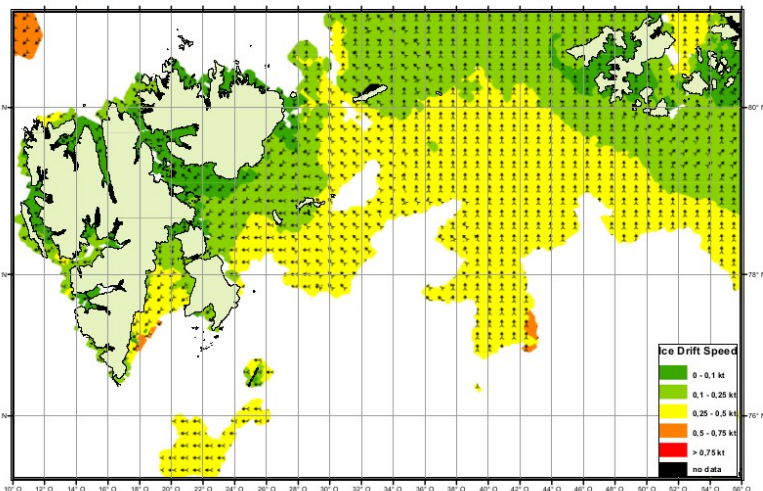 N
80° N
N
78° N
N
76° N
Ice Drift Speed
0 - 0,1 kt
0,1 - 0,25 kt
0,25 - 0,5 kt
0,5 - 0,75 kt
> 0,75 kt
no data
10° O 12° O 14° O 16° O 18° O 20° O 22° O 24° O 26° O 28° O 30° O 32° O 34° O 36° O 38° O 40° O 42° O 44° O 46° O 48° O 50° O 52° O 54° O 56° O